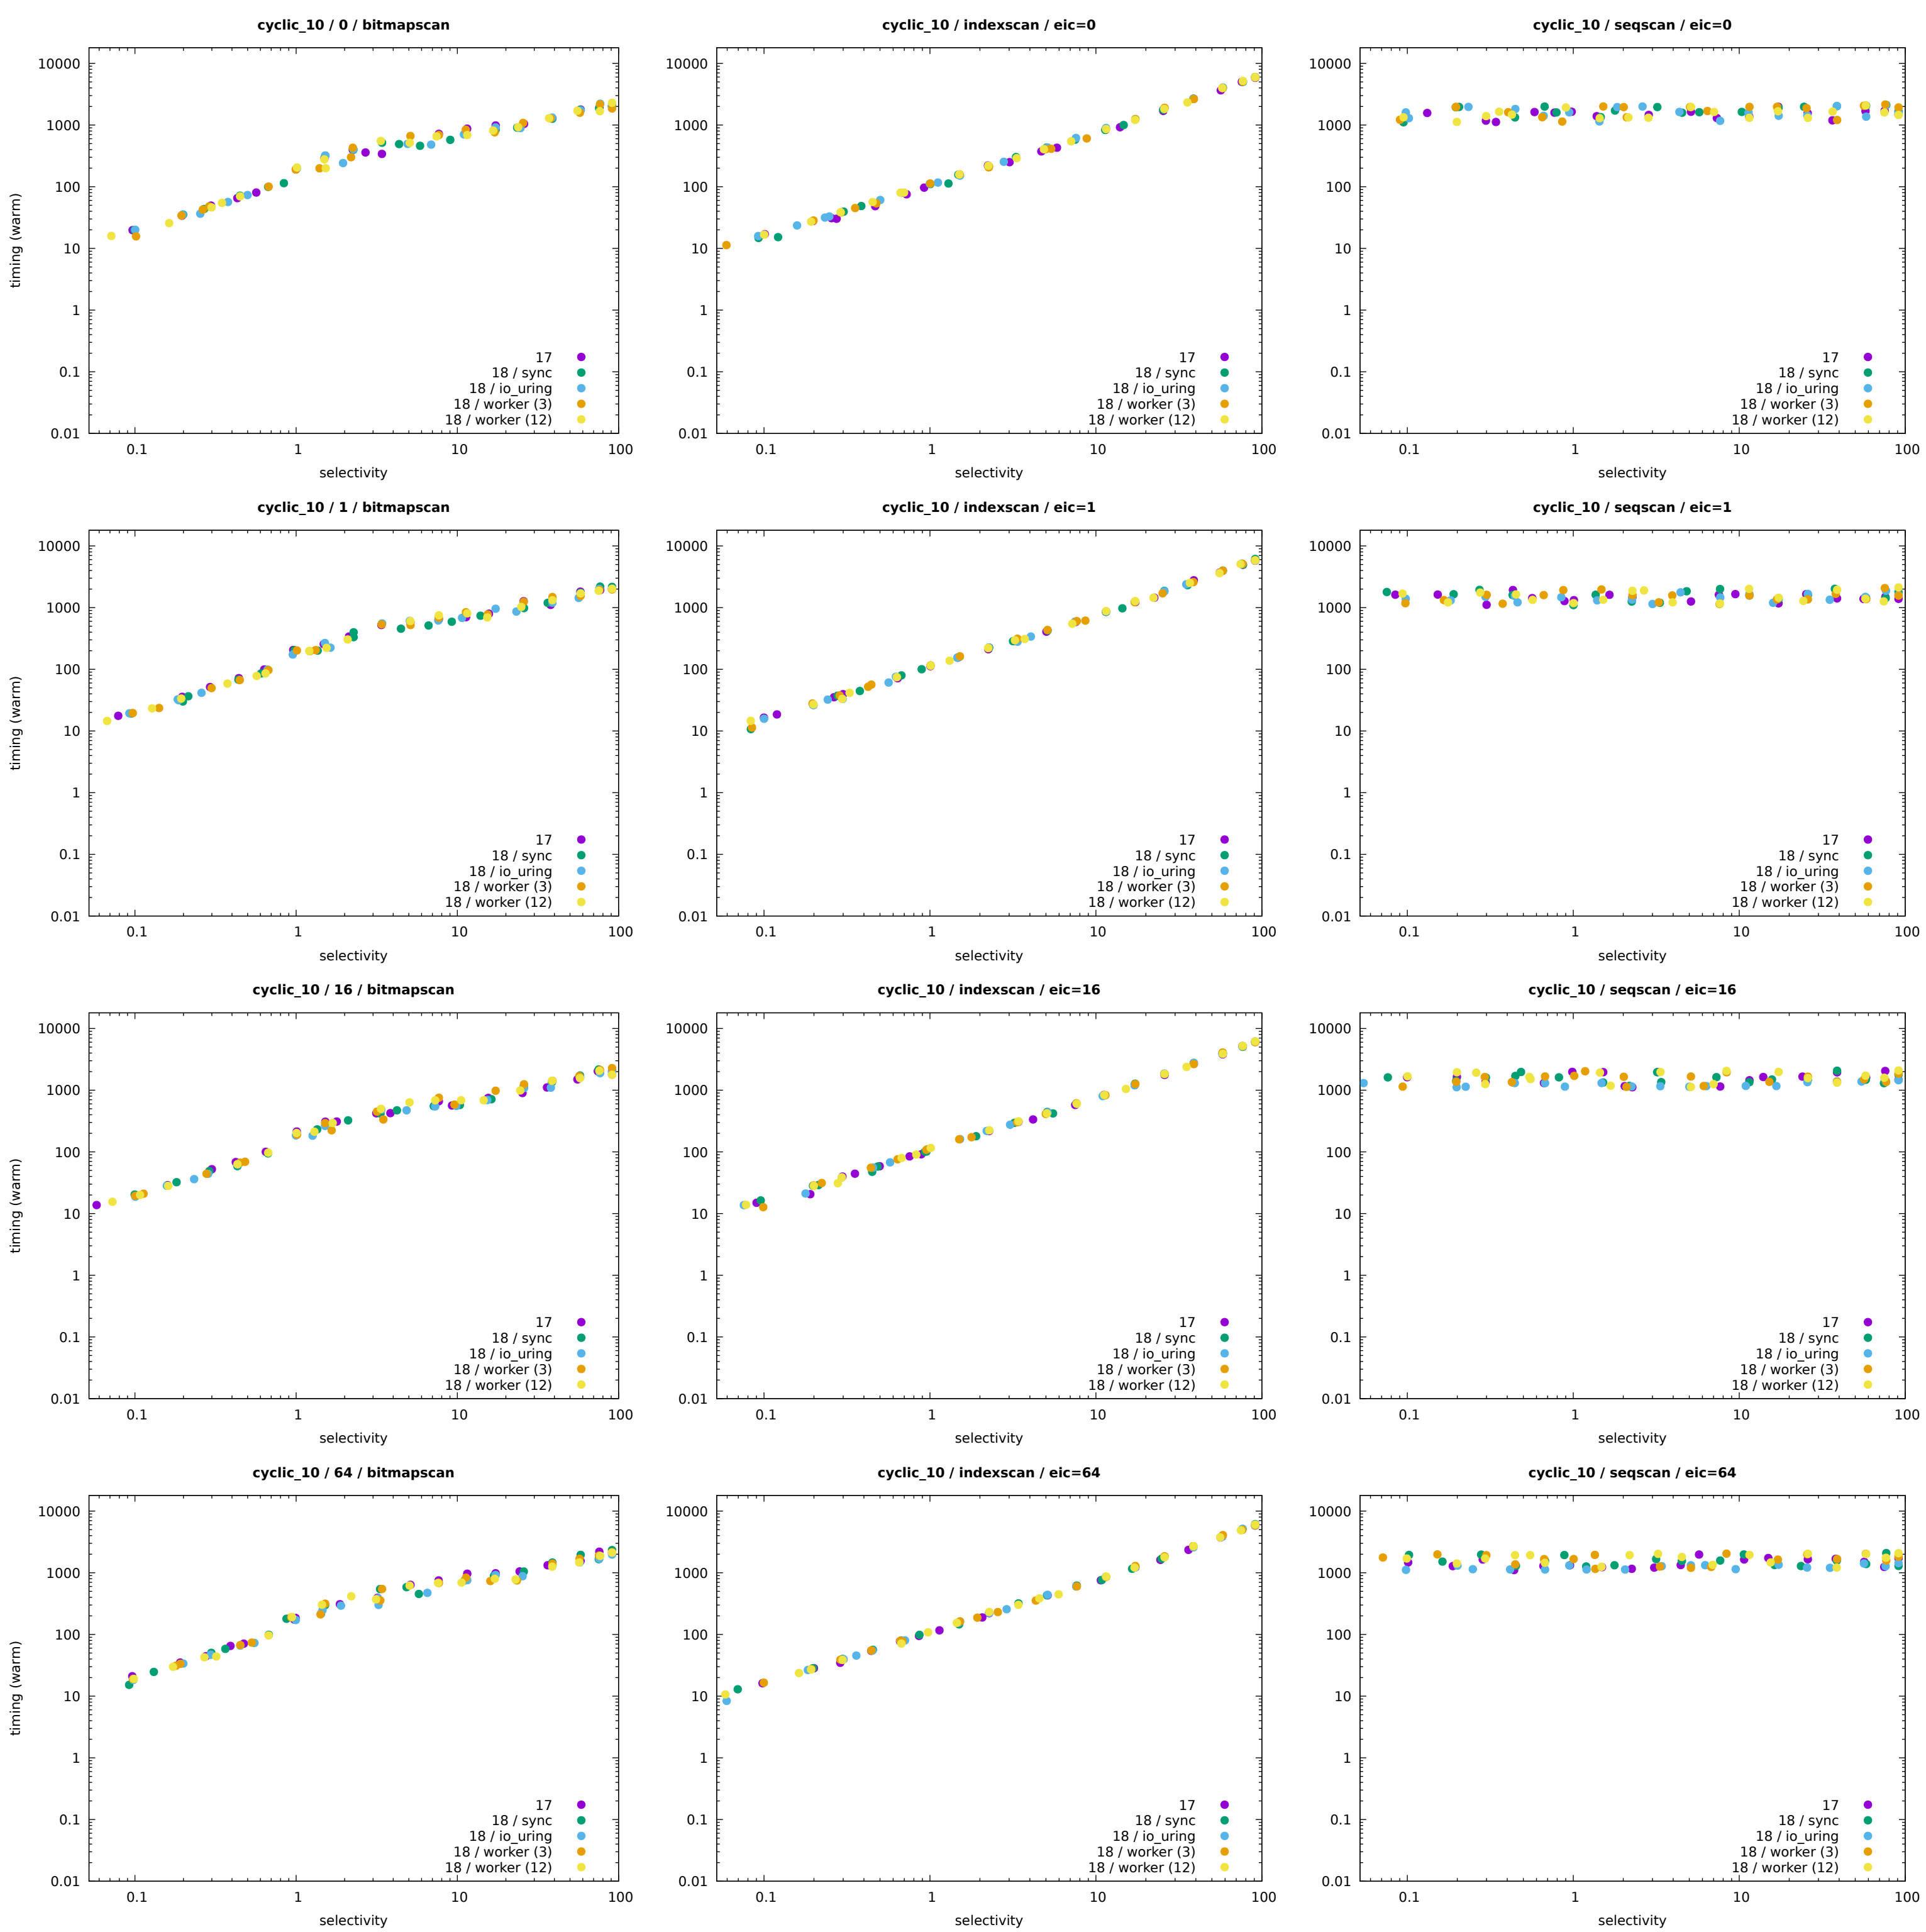 cyclic_10 / 0 / bitmapscan
10000
1000
100
10
1
0.1
0.01
timing (warm)
17
18 / sync
18 / io_uring
18 / worker (3)
18 / worker (12)
0.1 1 10 100
selectivity
cyclic_10 / indexscan / eic=0
10000
1000
100
10
1
0.1
0.01
17
18 / sync
18 / io_uring
18 / worker (3)
18 / worker (12)
0.1 1 10 100
selectivity
cyclic_10 / seqscan / eic=0
10000
1000
100
10
1
0.1
0.01
17
18 / sync
18 / io_uring
18 / worker (3)
18 / worker (12)
0.1 1 10 100
selectivity
cyclic_10 / 1 / bitmapscan
10000
1000
100
10
1
0.1
0.01
timing (warm)
17
18 / sync
18 / io_uring
18 / worker (3)
18 / worker (12)
0.1 1 10 100
selectivity
cyclic_10 / indexscan / eic=1
10000
1000
100
10
1
0.1
0.01
17
18 / sync
18 / io_uring
18 / worker (3)
18 / worker (12)
0.1 1 10 100
selectivity
cyclic_10 / seqscan / eic=1
10000
1000
100
10
1
0.1
0.01
17
18 / sync
18 / io_uring
18 / worker (3)
18 / worker (12)
0.1 1 10 100
selectivity
cyclic_10 / 16 / bitmapscan
10000
1000
100
10
1
0.1
0.01
timing (warm)
17
18 / sync
18 / io_uring
18 / worker (3)
18 / worker (12)
0.1 1 10 100
selectivity
cyclic_10 / indexscan / eic=16
10000
1000
100
10
1
0.1
0.01
17
18 / sync
18 / io_uring
18 / worker (3)
18 / worker (12)
0.1 1 10 100
selectivity
cyclic_10 / seqscan / eic=16
10000
1000
100
10
1
0.1
0.01
17
18 / sync
18 / io_uring
18 / worker (3)
18 / worker (12)
0.1 1 10 100
selectivity
cyclic_10 / 64 / bitmapscan
10000
1000
100
10
1
0.1
0.01
timing (warm)
17
18 / sync
18 / io_uring
18 / worker (3)
18 / worker (12)
0.1 1 10 100
selectivity
cyclic_10 / indexscan / eic=64
10000
1000
100
10
1
0.1
0.01
17
18 / sync
18 / io_uring
18 / worker (3)
18 / worker (12)
0.1 1 10 100
selectivity
cyclic_10 / seqscan / eic=64
10000
1000
100
10
1
0.1
0.01
17
18 / sync
18 / io_uring
18 / worker (3)
18 / worker (12)
0.1 1 10 100
selectivity